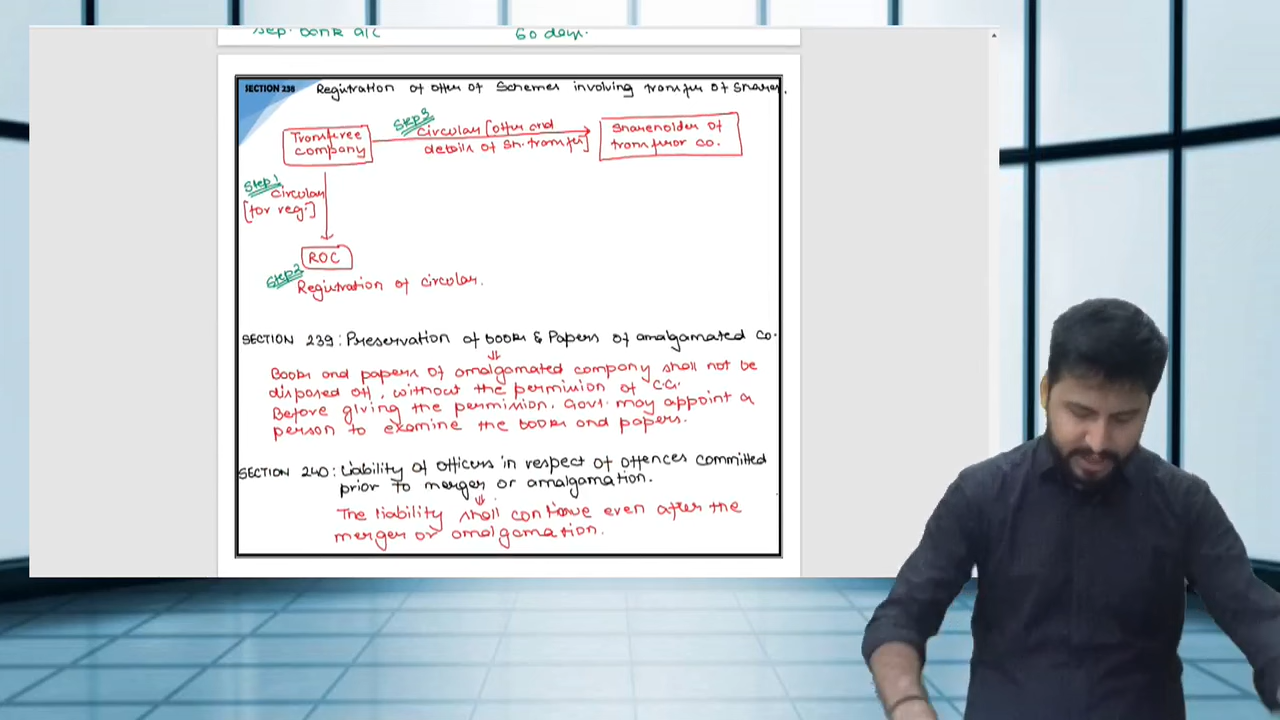 Sep. bank a/c
60 days.
SECTION 238 Registration of offer of Schemes involving transfer of Shares.
Step 3
Transferee company
circular [offer and details of Sh. transfer]
Shareholder of transferor co.
Step 1
circular
[for reg.]
ROC
Step 2
Registration of circular.
SECTION 239: Preservation of books & Papers of amalgamated co.
Books and papers of amalgamated company shall not be
disposed off, without the permission of C.G.
Before giving the permission, Govt. may appoint a
person to examine the books and papers.
SECTION 240: Liability of officers in respect of offences committed
prior to merger or amalgamation.
The liability shall continue even after the
merger or amalgamation.